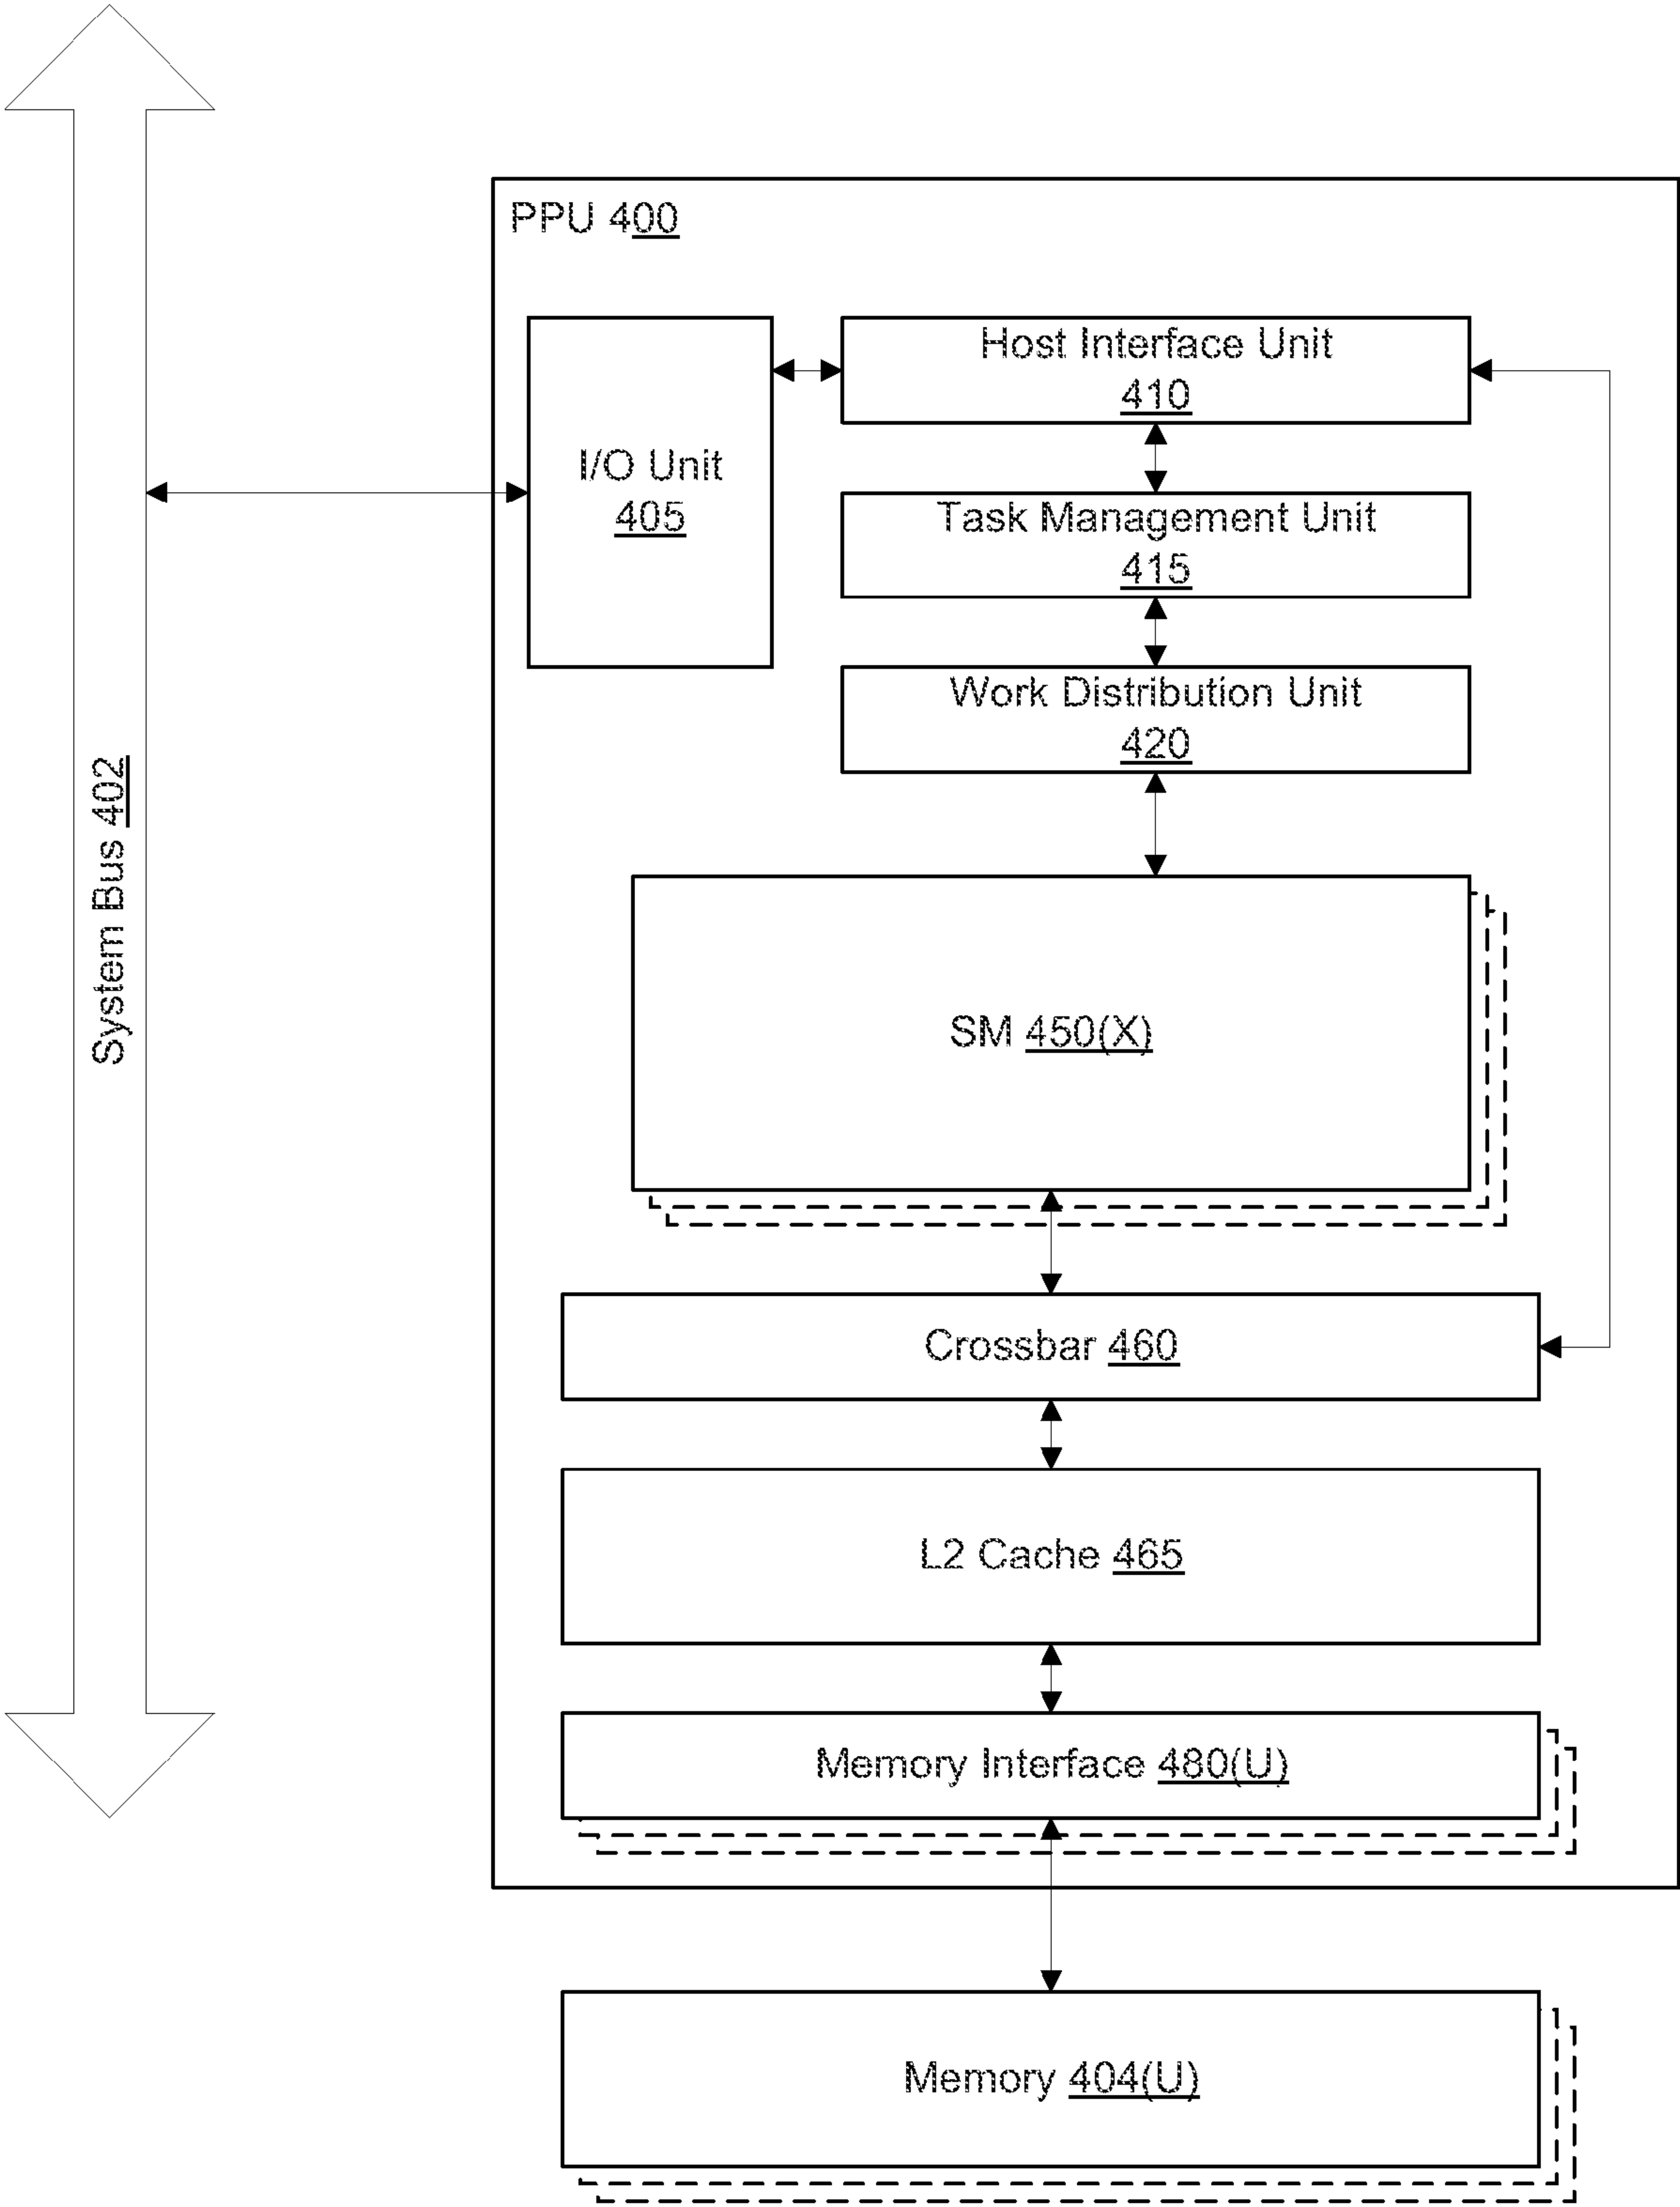 PPU 400
Host Interface Unit
410
I/O Unit
405
Task Management Unit
415
Work Distribution Unit
420
System Bus 402
SM 450(X)
Crossbar 460
L2 Cache 465
Memory Interface 480(U)
Memory 404(U)